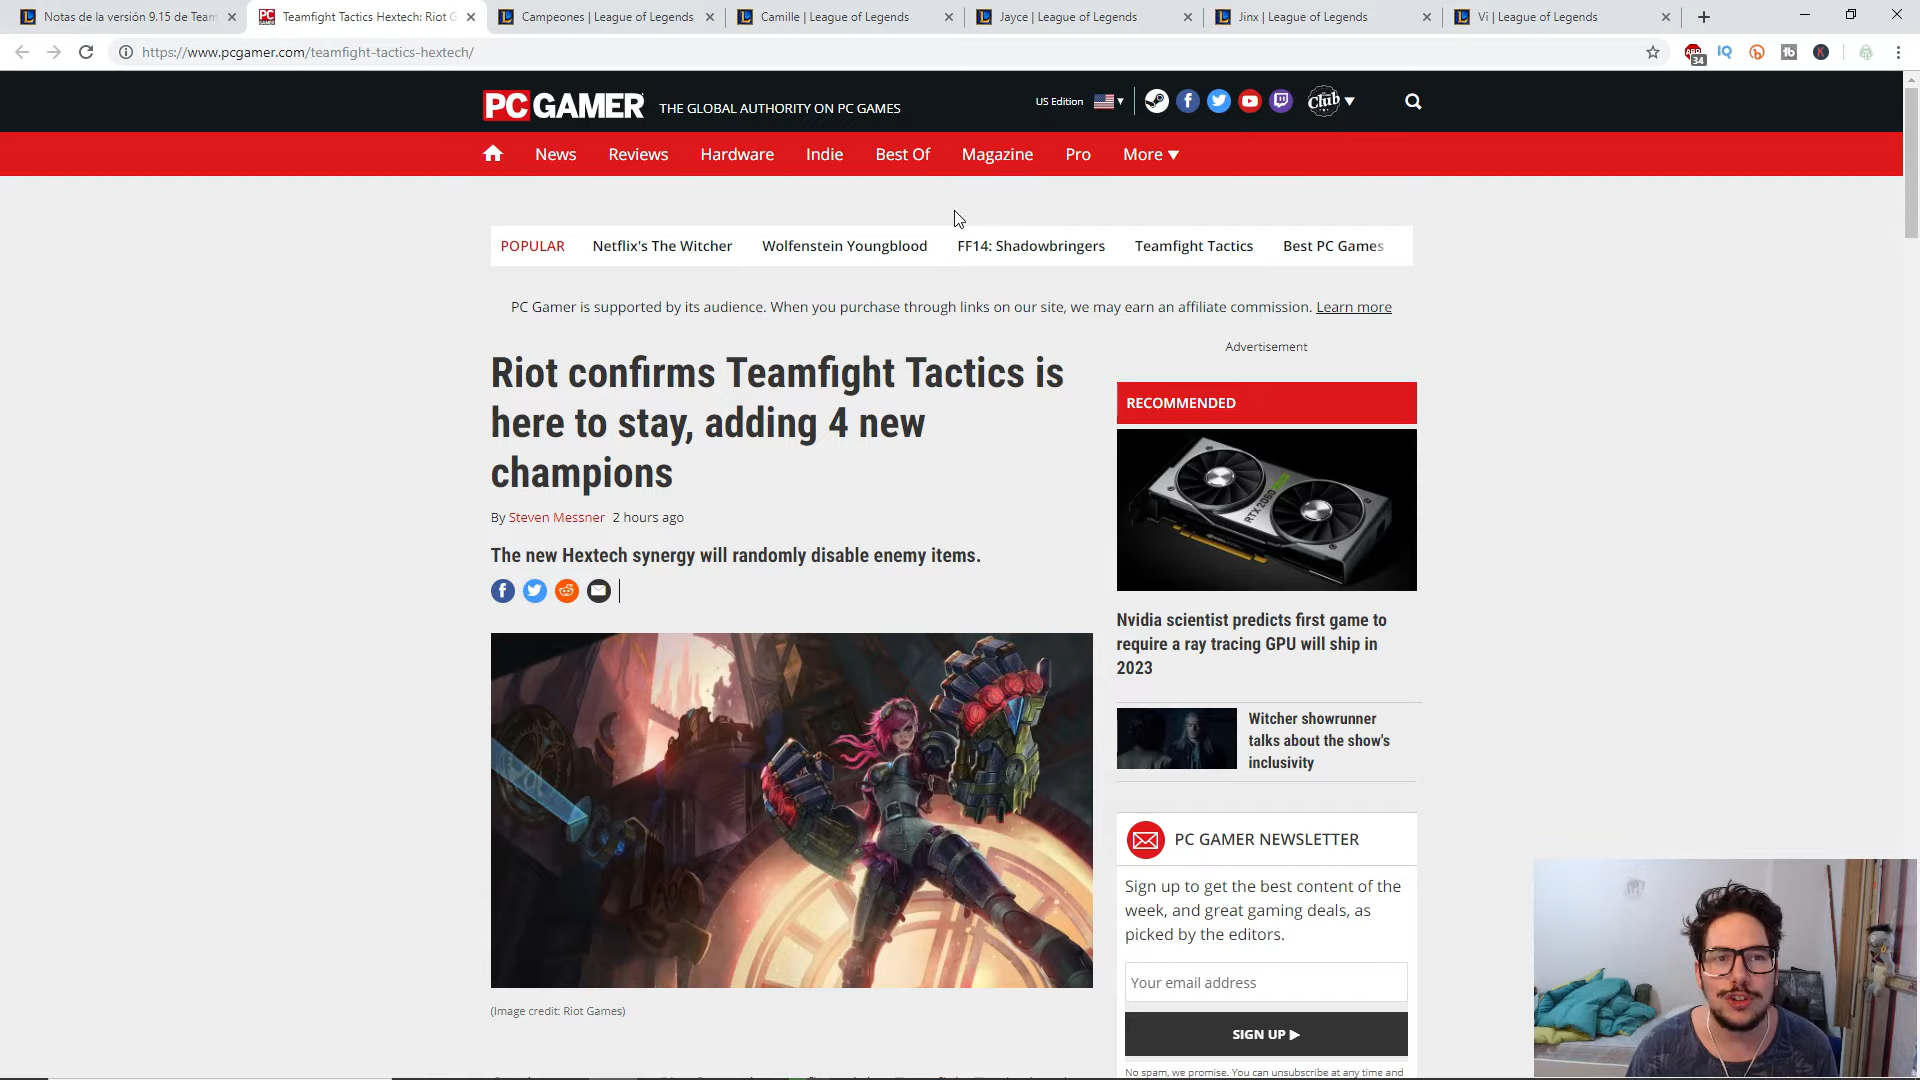 Notas de la versión 9.15 de Team
Teamfight Tactics Hextech: Riot G
Campeones | League of Legends
Camille | League of Legends
Jayce | League of Legends
Jinx | League of Legends
Vi | League of Legends
https://www.pcgamer.com/teamfight-tactics-hextech/
34
IQ
PC GAMER THE GLOBAL AUTHORITY ON PC GAMES
US Edition
Club
News Reviews Hardware Indie Best Of Magazine Pro More
POPULAR Netflix's The Witcher Wolfenstein Youngblood FF14: Shadowbringers Teamfight Tactics Best PC Games
PC Gamer is supported by its audience. When you purchase through links on our site, we may earn an affiliate commission. Learn more
Riot confirms Teamfight Tactics is
here to stay, adding 4 new
champions
By Steven Messner 2 hours ago
The new Hextech synergy will randomly disable enemy items.
(Image credit: Riot Games)
Advertisement
RECOMMENDED
RTX 2060
Nvidia scientist predicts first game to
require a ray tracing GPU will ship in
2023
Witcher showrunner
talks about the show's
inclusivity
PC GAMER NEWSLETTER
Sign up to get the best content of the
week, and great gaming deals, as
picked by the editors.
Your email address
SIGN UP
No spam, we promise. You can unsubscribe at any time and